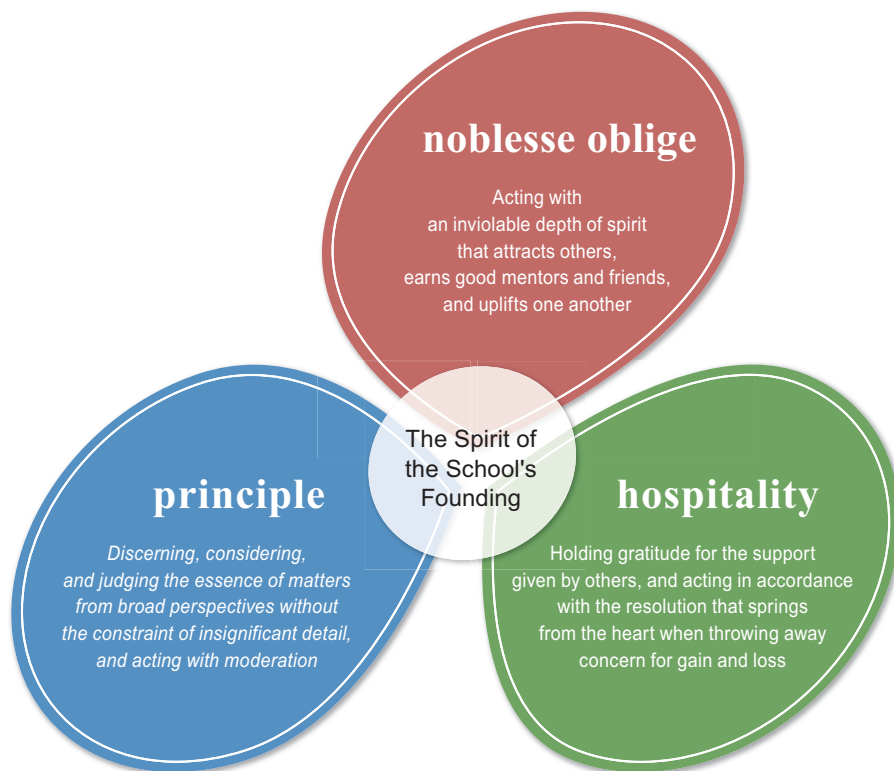 noblesse oblige
Acting with
an inviolable depth of spirit
that attracts others,
earns good mentors and friends,
and uplifts one another
The Spirit of
the School's
Founding
principle
Discerning, considering,
and judging the essence of matters
from broad perspectives without
the constraint of insignificant detail,
and acting with moderation
hospitality
Holding gratitude for the support
given by others, and acting in accordance
with the resolution that springs
from the heart when throwing away
concern for gain and loss